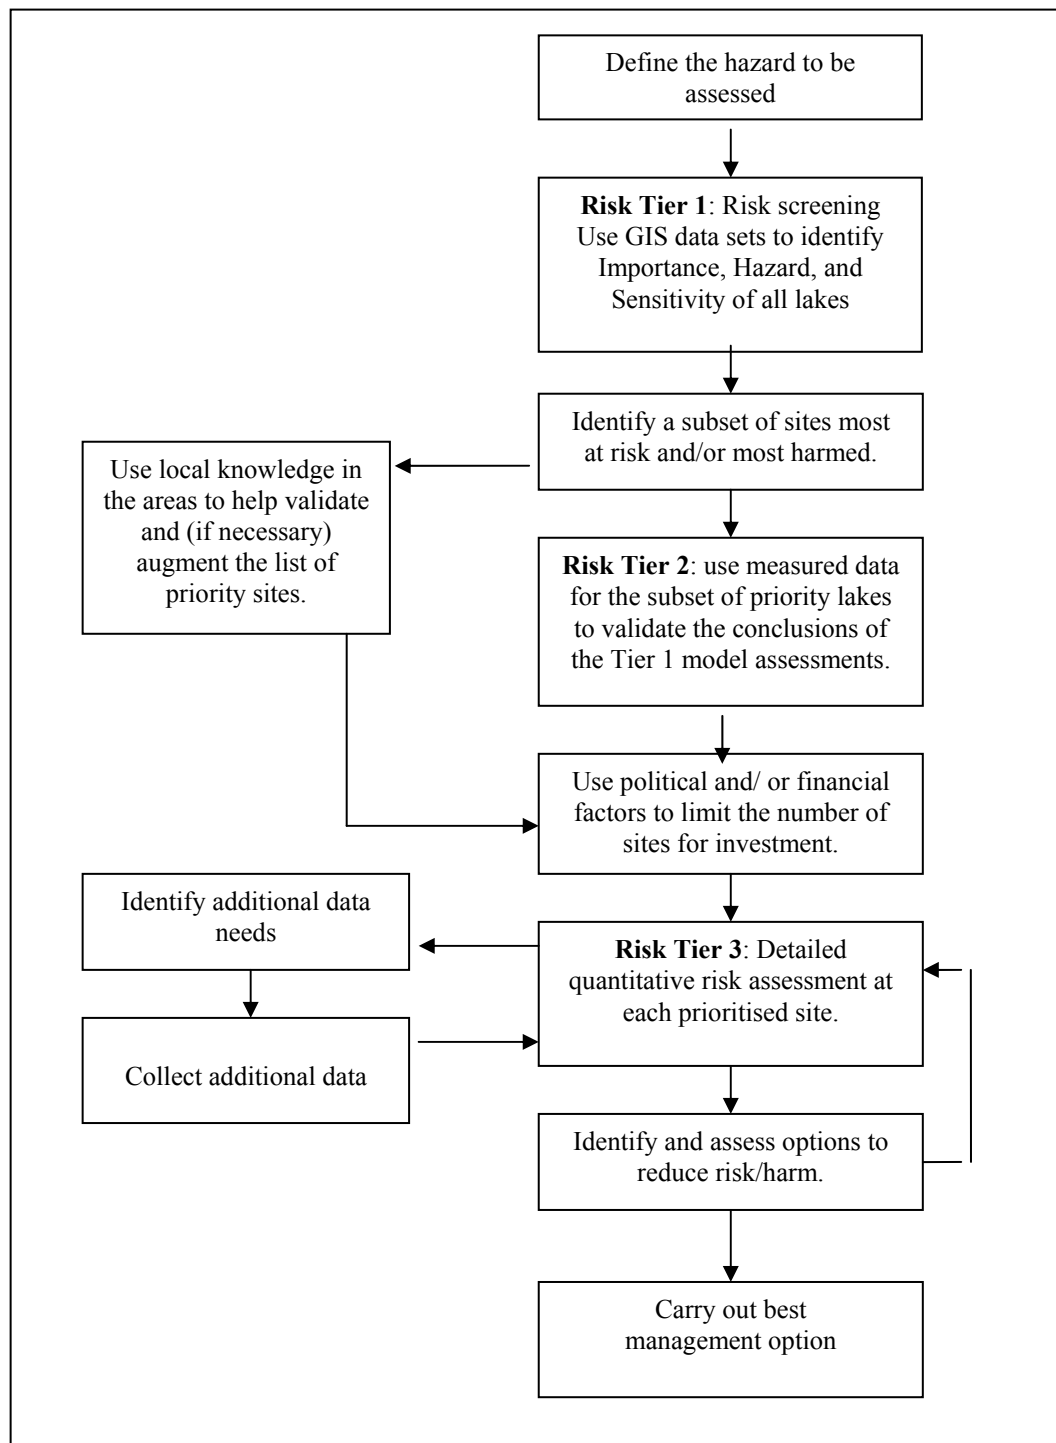 Define the hazard to be
assessed
Risk Tier 1: Risk screening
Use GIS data sets to identify
Importance, Hazard, and
Sensitivity of all lakes
Identify a subset of sites most
at risk and/or most harmed.
Use local knowledge in
the areas to help validate
and (if necessary)
augment the list of
priority sites.
Risk Tier 2: use measured data
for the subset of priority lakes
to validate the conclusions of
the Tier 1 model assessments.
Use political and/ or financial
factors to limit the number of
sites for investment.
Identify additional data
needs
Risk Tier 3: Detailed
quantitative risk assessment at
each prioritised site.
Collect additional data
Identify and assess options to
reduce risk/harm.
Carry out best
management option